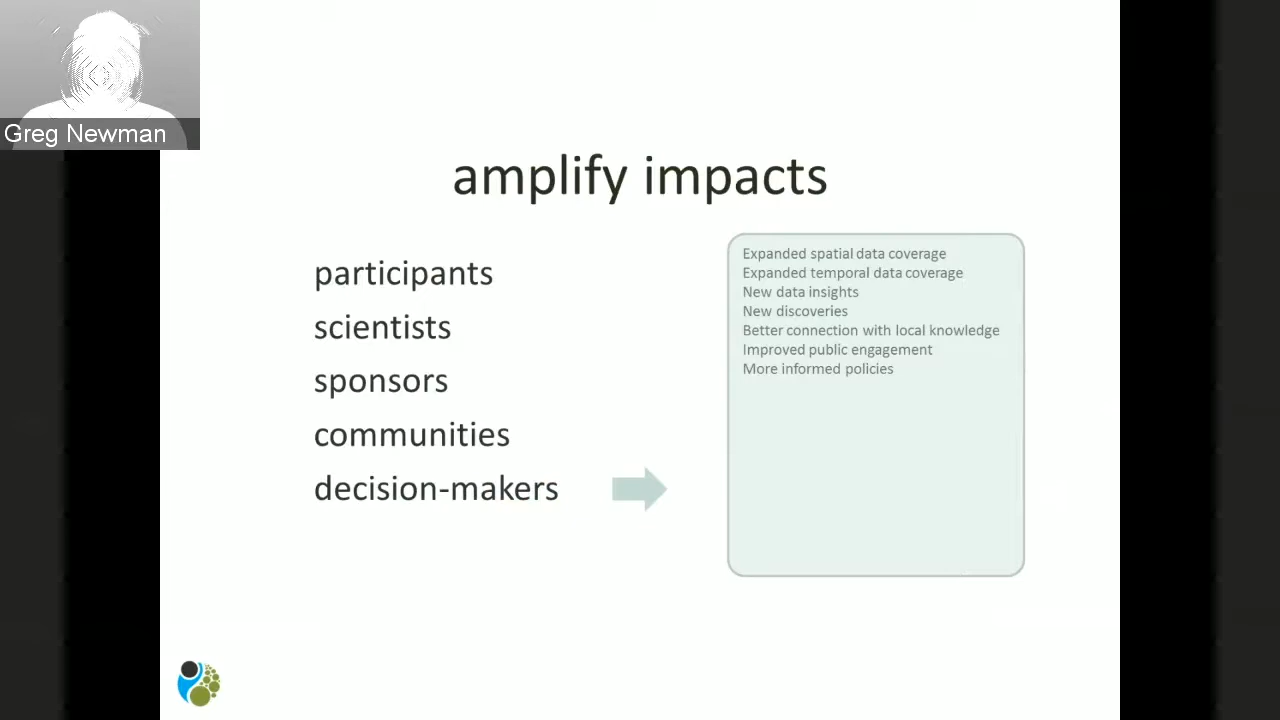 Greg Newman
amplify impacts
participants
scientists
sponsors
communities
decision-makers
Expanded spatial data coverage
Expanded temporal data coverage
New data insights
New discoveries
Better connection with local knowledge
Improved public engagement
More informed policies